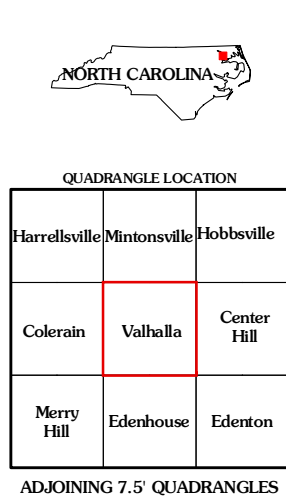 NORTH CAROLINA
QUADRANGLE LOCATION
Harrellsville Mintonsville Hobbsville
Colerain Valhalla Center Hill
Merry Hill Edenhouse Edenton
ADJOINING 7.5' QUADRANGLES